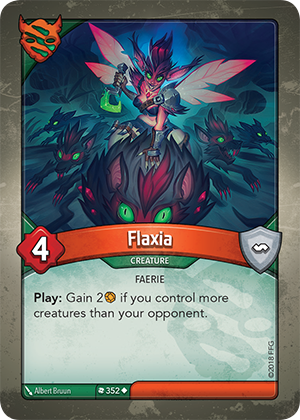 Flaxia
CREATURE
4
FAERIE
Play: Gain 2 if you control more
creatures than your opponent.
©2018 FFG
Albert Bruun
352